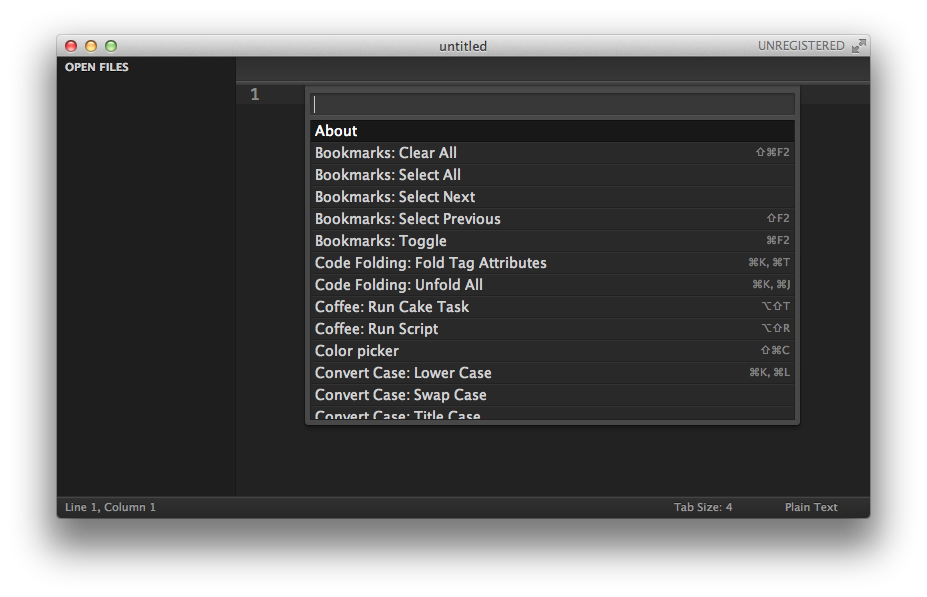 untitled
UNREGISTERED
OPEN FILES
1
About
Bookmarks: Clear All ⇧⌘F2
Bookmarks: Select All
Bookmarks: Select Next
Bookmarks: Select Previous ⇧F2
Bookmarks: Toggle ⌘F2
Code Folding: Fold Tag Attributes ⌘K, ⌘T
Code Folding: Unfold All ⌘K, ⌘J
Coffee: Run Cake Task ⌥⇧T
Coffee: Run Script ⌥⇧R
Color picker ⇧⌘C
Convert Case: Lower Case ⌘K, ⌘L
Convert Case: Swap Case
Convert Case: Title Case
Line 1, Column 1
Tab Size: 4
Plain Text